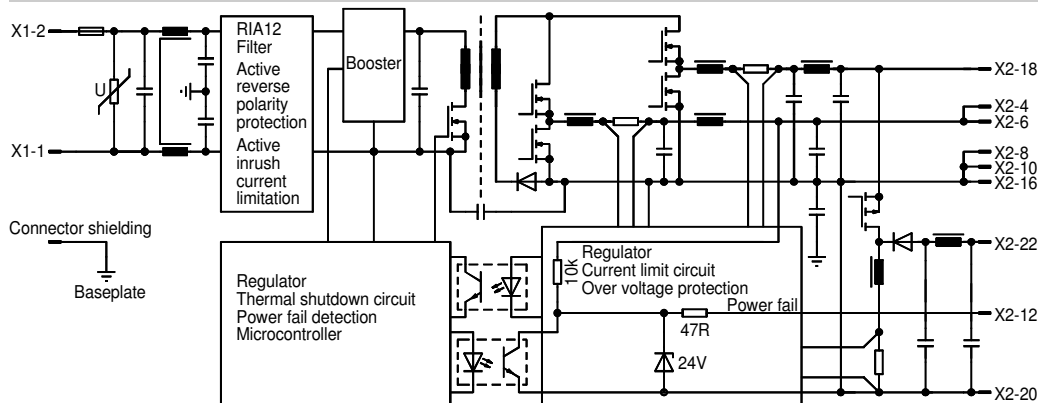 X1-2
X1-1
U
RIA12
Filter
Active
reverse
polarity
protection
Active
inrush
current
limitation
Booster
X2-18
X2-4
X2-6
X2-8
X2-10
X2-16
X2-22
X2-12
X2-20
Connector shielding
Baseplate
Regulator
Thermal shutdown circuit
Power fail detection
Microcontroller
10k
Regulator
Current limit circuit
Over voltage protection
Power fail
47R
24V